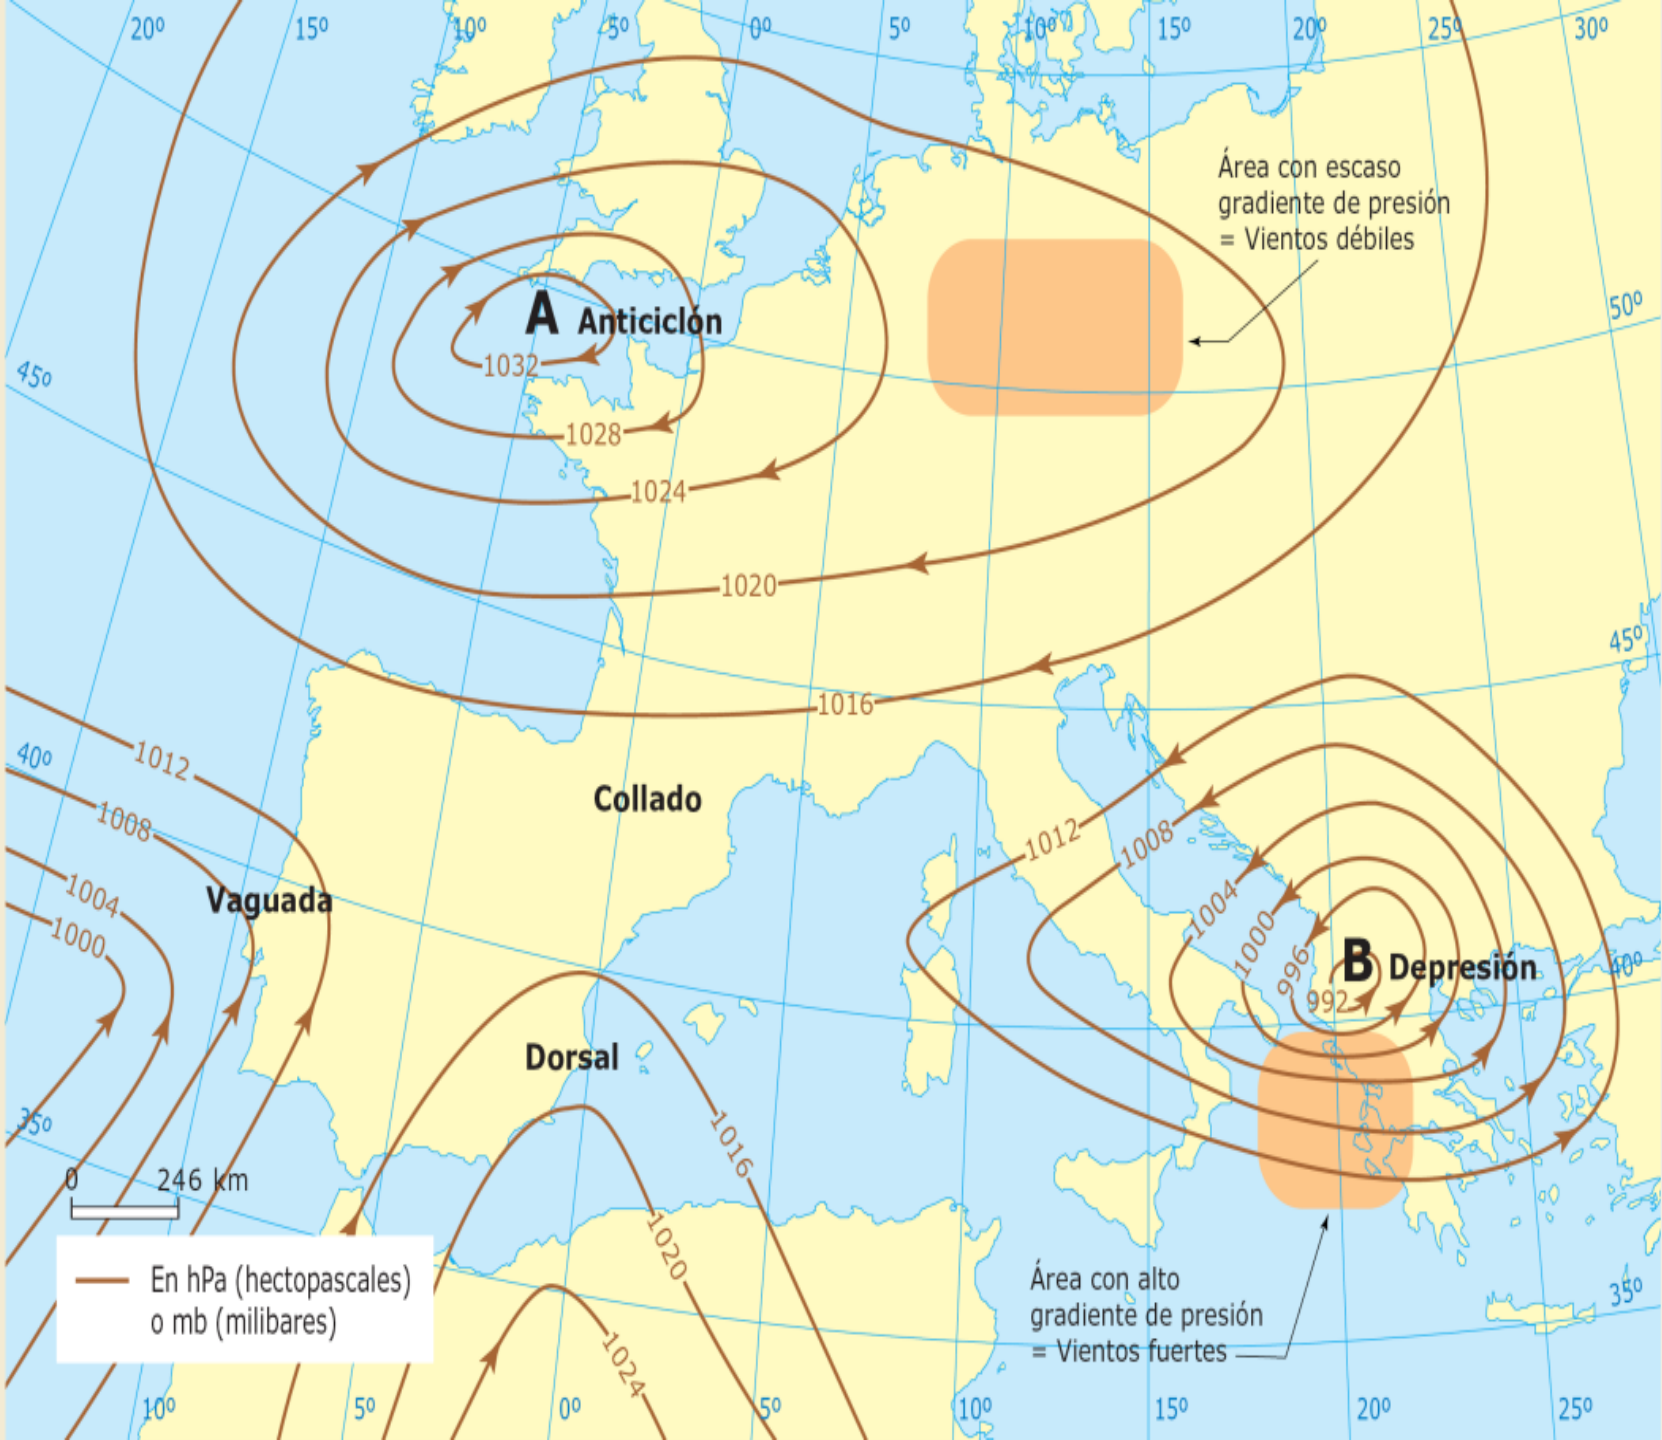 20º
15º
10º
5º
0º
5º
10º
15º
20º
25º
30º
Área con escaso
gradiente de presión
= Vientos débiles
50º
A Anticiclón
1032
45º
1028
1024
1020
45º
1016
1012
40º
1008
Collado
1012
1008
1004
Vaguada
1004
1000
1000
996
B Depresión
40º
992
Dorsal
35º
1016
0
246 km
1020
En hPa (hectopascales)
o mb (milibares)
Área con alto
gradiente de presión
= Vientos fuertes
35º
1024
10º
5º
0º
5º
10º
15º
20º
25º